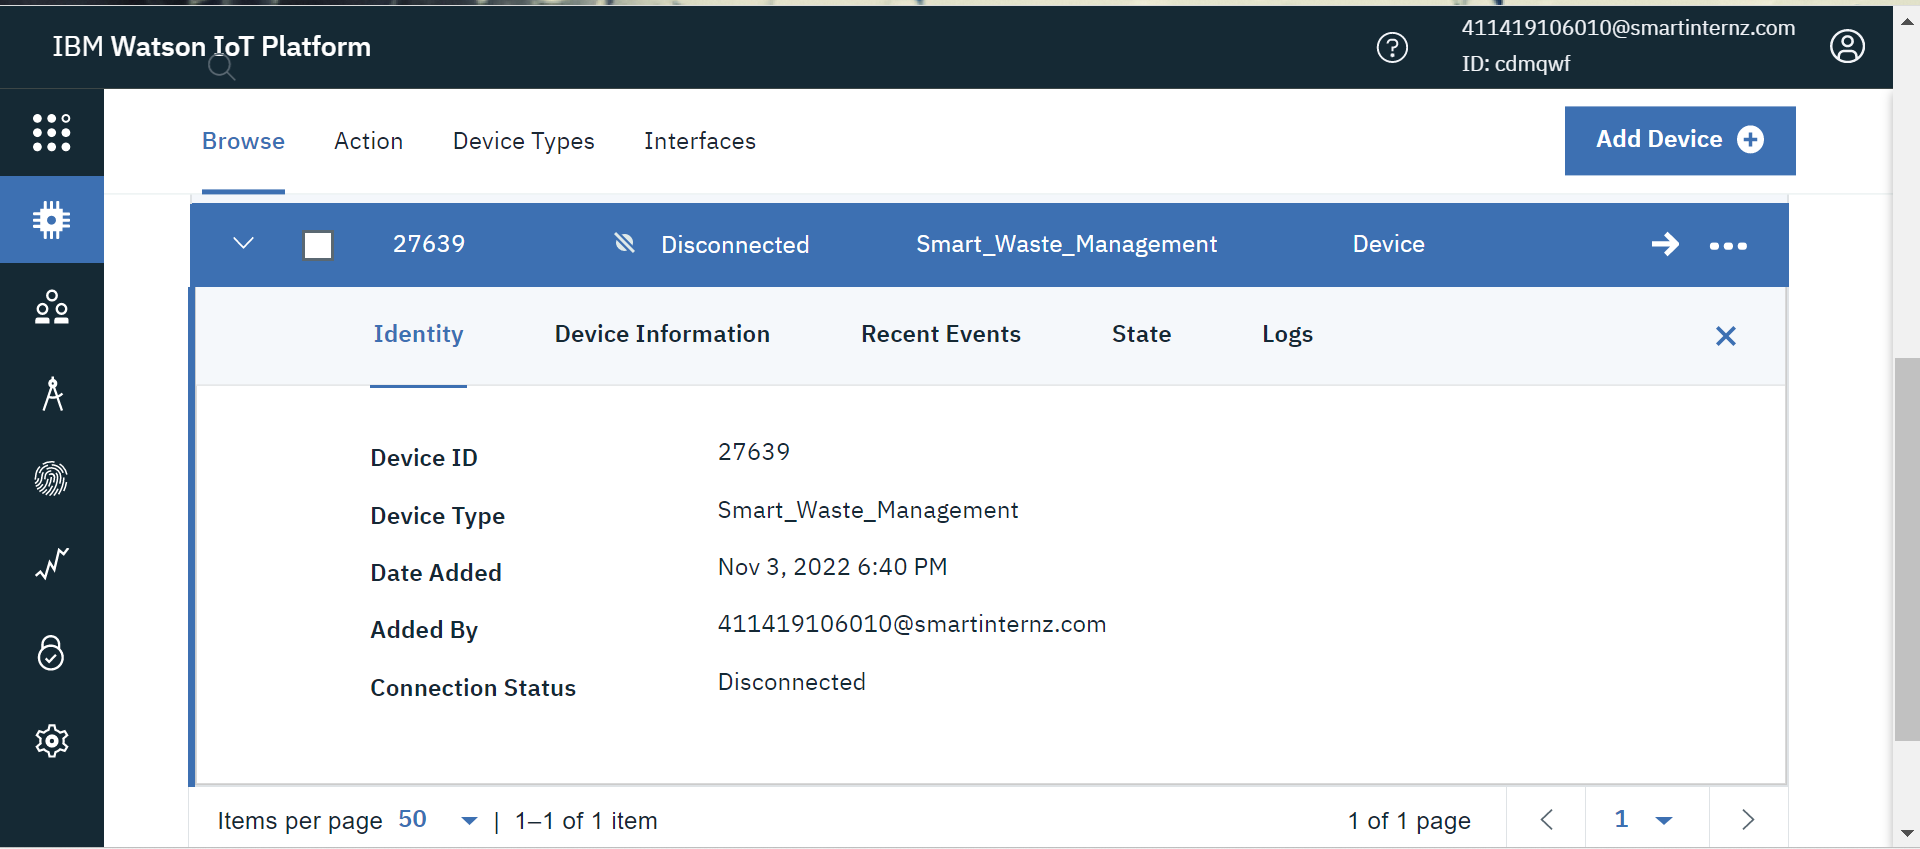 IBM Watson IoT Platform
411419106010@smartinternz.com
ID: cdmqwf
Browse Action Device Types Interfaces
Add Device
27639 Disconnected Smart_Waste_Management Device
Identity Device Information Recent Events State Logs
Device ID 27639
Device Type Smart_Waste_Management
Date Added Nov 3, 2022 6:40 PM
Added By 411419106010@smartinternz.com
Connection Status Disconnected
Items per page 50 | 1–1 of 1 item 1 of 1 page 1